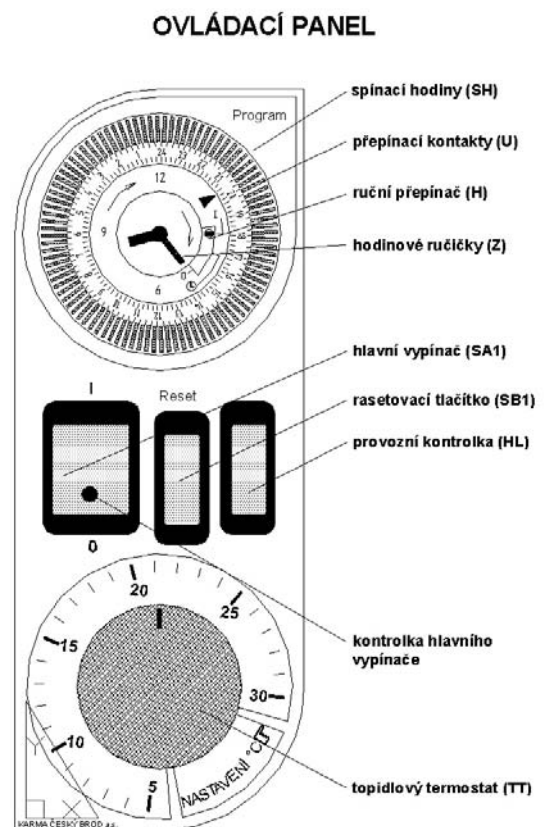 OVLÁDACÍ PANEL
Program
spínací hodiny (SH)
přepínací kontakty (U)
ruční přepínač (H)
hodinové ručičky (Z)
12
9
6
I
0
hlavní vypínač (SA1)
I
Reset
rasetovací tlačítko (SB1)
provozní kontrolka (HL)
0
20
25
15
30
10
5
NASTAVENÍ °C
kontrolka hlavního
vypínače
topidlový termostat (TT)
KARMA ČESKÝ BROD a.s.